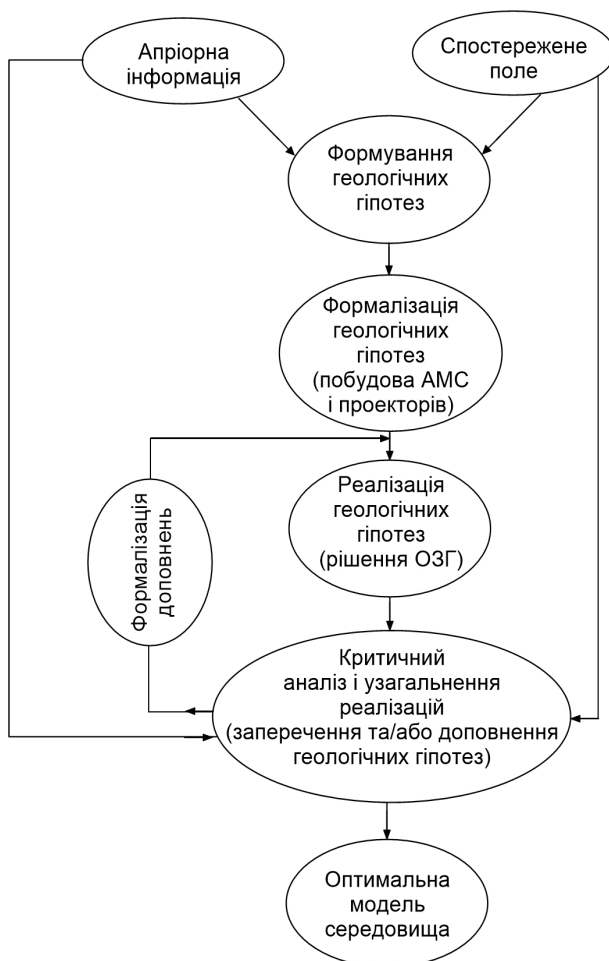 Апріорна
інформація
Спостережене
поле
Формування
геологічних
гіпотез
Формалізація
геологічних
гіпотез
(побудова АМС
і проекторів)
Формалізація
доповнень
Реалізація
геологічних
гіпотез
(рішення ОЗГ)
Критичний
аналіз і узагальнення
реалізацій
(заперечення та/або доповнення
геологічних гіпотез)
Оптимальна
модель
середовища